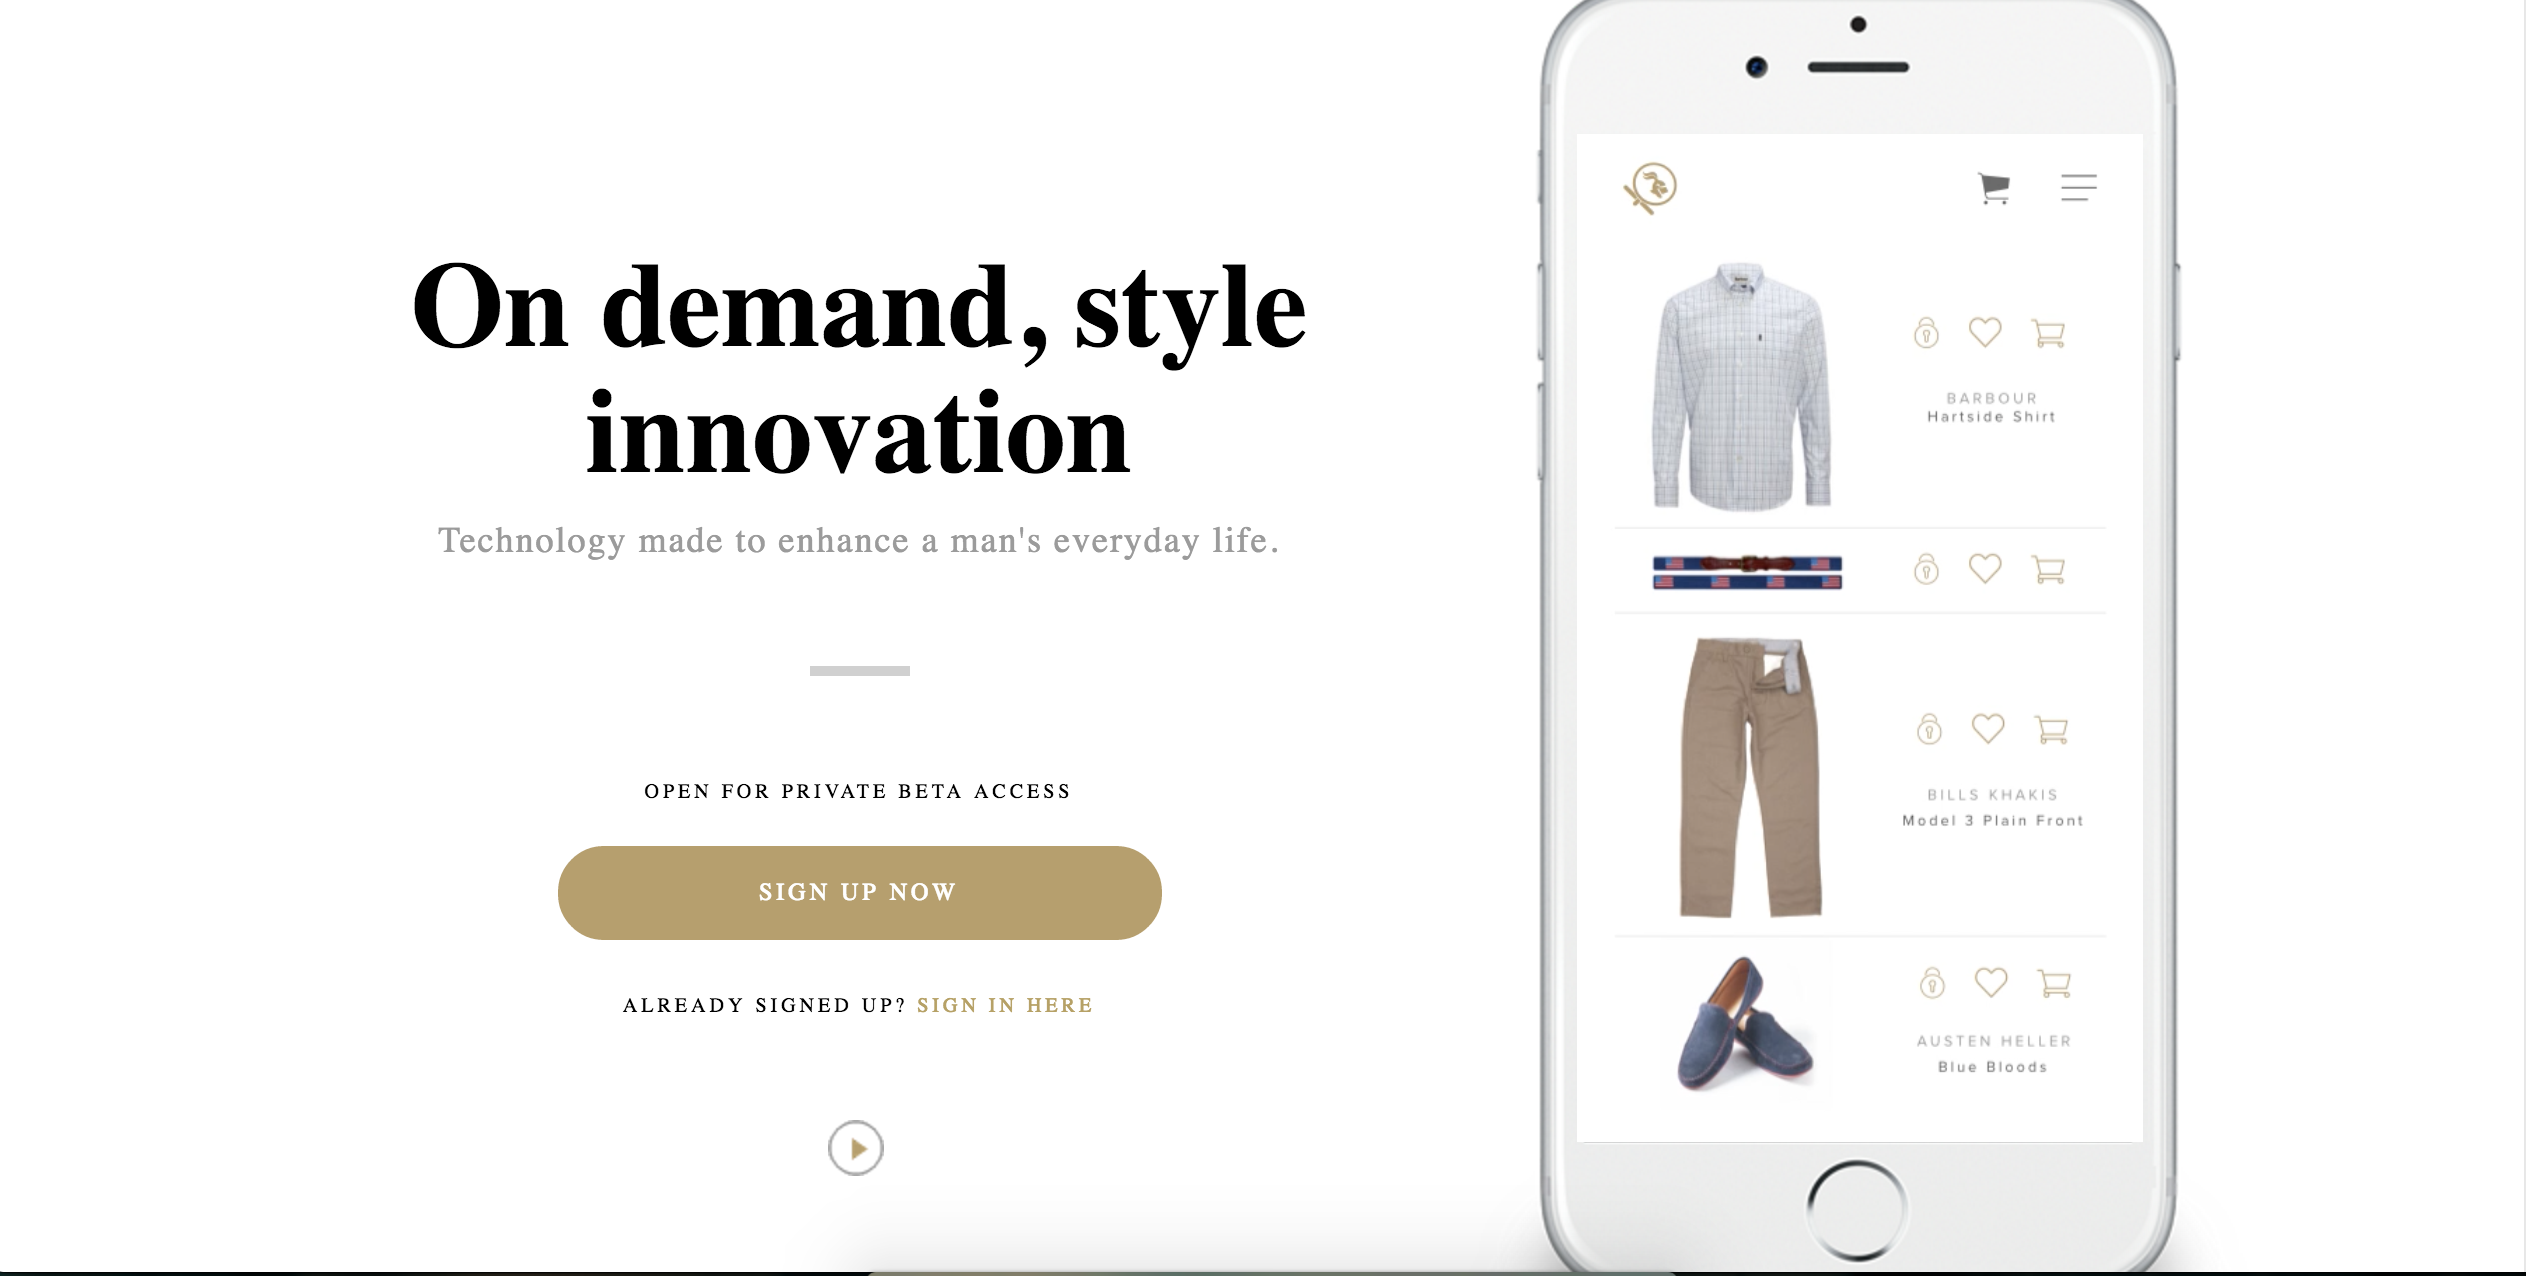 On demand, style
innovation
Technology made to enhance a man's everyday life.
OPEN FOR PRIVATE BETA ACCESS
SIGN UP NOW
ALREADY SIGNED UP? SIGN IN HERE
BARBOUR
Hartside Shirt
BILLS KHAKIS
Model 3 Plain Front
AUSTEN HELLER
Blue Bloods